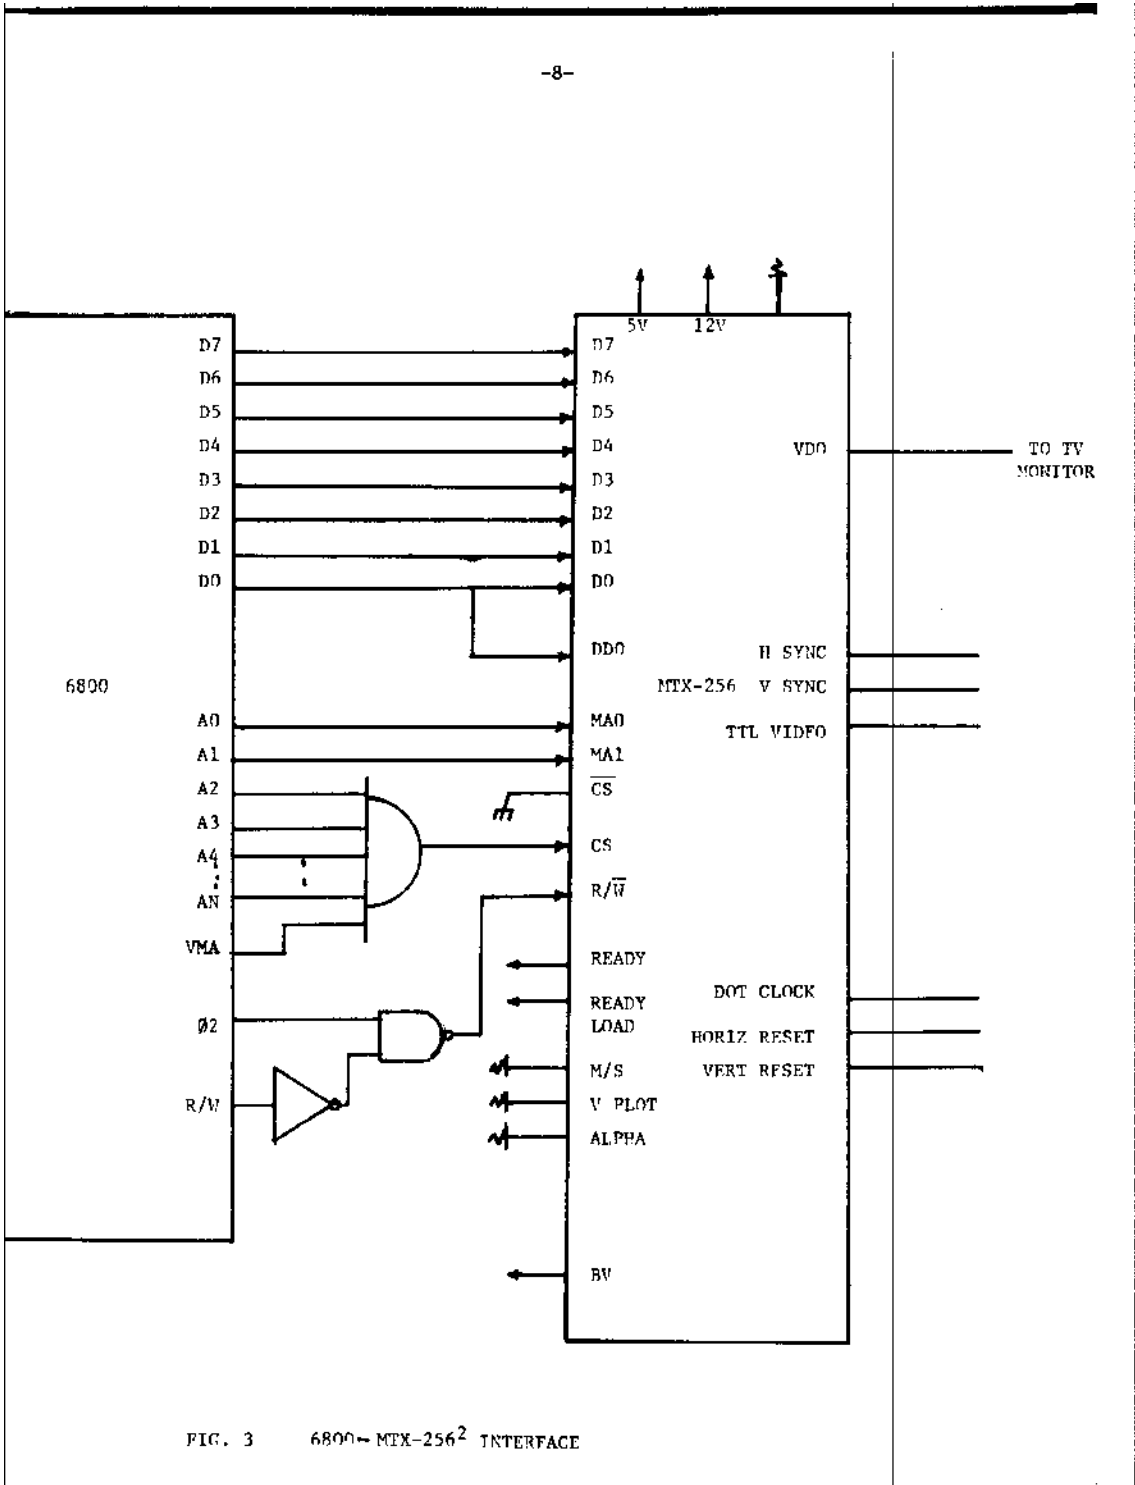 -8-
5V 12V
D7 D7
D6 D6
D5 D5
D4 D4
VDO TO TV
MONITOR
D3 D3
D2 D2
D1 D1
D0 D0
DD0 H SYNC
6800 MTX-256 V SYNC
A0 MA0 TTL VIDEO
A1 MA1
A2 C̅S̅
A3
A4 CS
AN R/W̅
VMA READY
READY DOT CLOCK
Ø2 LOAD HORIZ RESET
M/S VERT RESET
R/W V PLOT
ALPHA
BV
FIG. 3 6800-MTX-256² INTERFACE